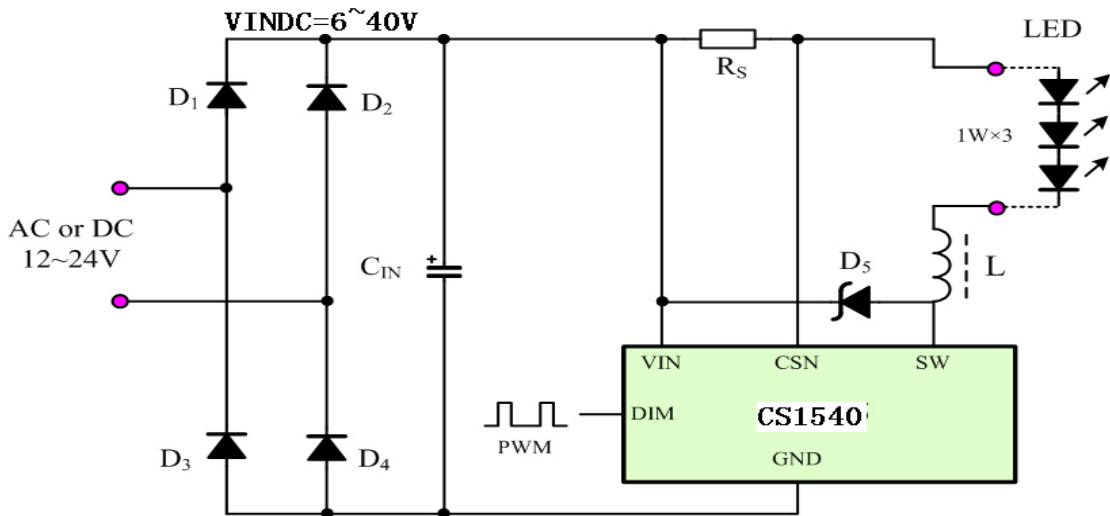 VINDC=6~40V
LED
RS
D1
D2
1W×3
AC or DC
12~24V
CIN
+
D5
L
VIN
CSN
SW
DIM
CS1540
PWM
D3
D4
GND